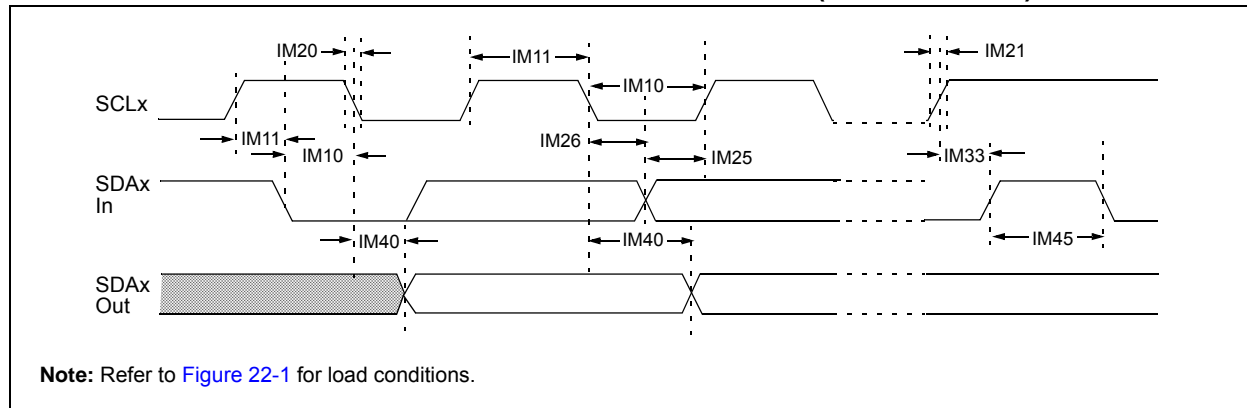 IM20
IM11
IM21
IM10
SCLx
IM11
IM10
IM26
IM25
IM33
SDAx
In
IM40
IM40
IM45
SDAx
Out
Note: Refer to Figure 22-1 for load conditions.